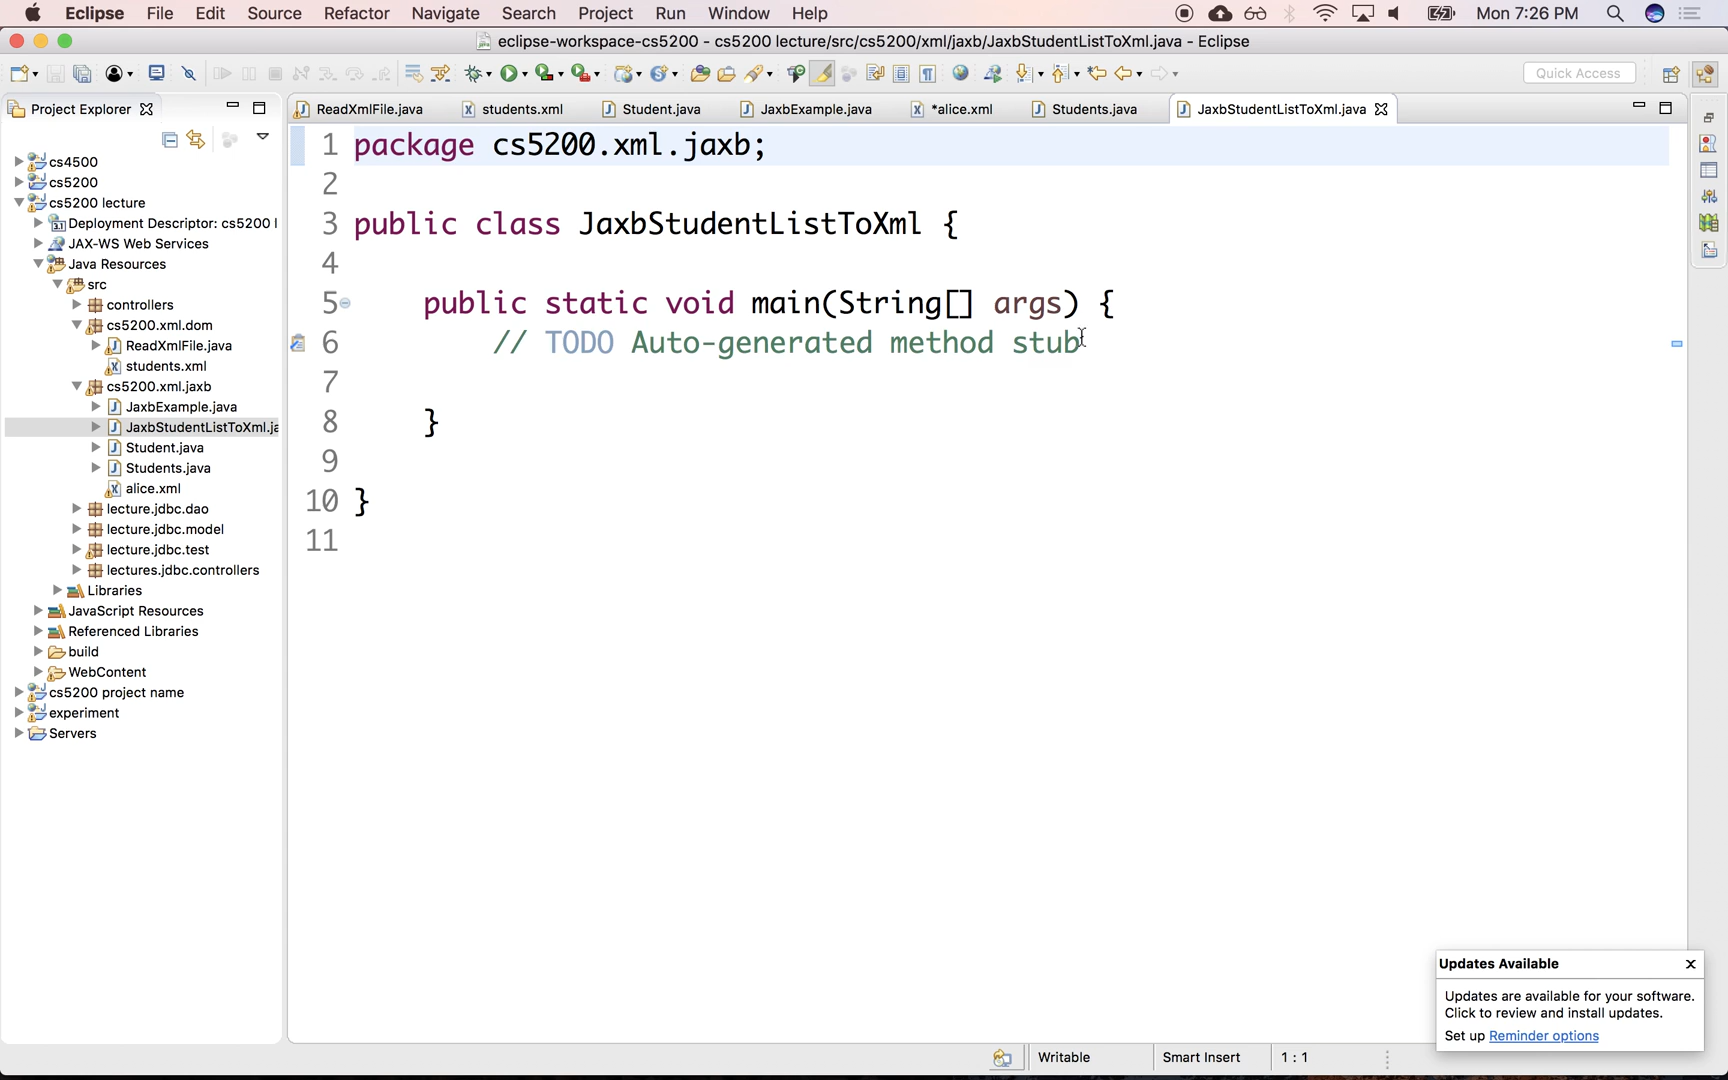 Eclipse File Edit Source Refactor Navigate Search Project Run Window Help Mon 7:26 PM
eclipse-workspace-cs5200 - cs5200 lecture/src/cs5200/xml/jaxb/JaxbStudentListToXml.java - Eclipse
Quick Access
Project Explorer
ReadXmlFile.java students.xml Student.java JaxbExample.java *alice.xml Students.java JaxbStudentListToXml.java
cs4500
cs5200
cs5200 lecture
Deployment Descriptor: cs5200 l
JAX-WS Web Services
Java Resources
src
controllers
cs5200.xml.dom
ReadXmlFile.java
students.xml
cs5200.xml.jaxb
JaxbExample.java
JaxbStudentListToXml.ja
Student.java
Students.java
alice.xml
lecture.jdbc.dao
lecture.jdbc.model
lecture.jdbc.test
lectures.jdbc.controllers
Libraries
JavaScript Resources
Referenced Libraries
build
WebContent
cs5200 project name
experiment
Servers
1 package cs5200.xml.jaxb;
2
3 public class JaxbStudentListToXml {
4
5 public static void main(String[] args) {
6 // TODO Auto-generated method stub
7
8 }
9
10 }
11
Updates Available
Updates are available for your software.
Click to review and install updates.
Set up Reminder options
Writable Smart Insert 1 : 1